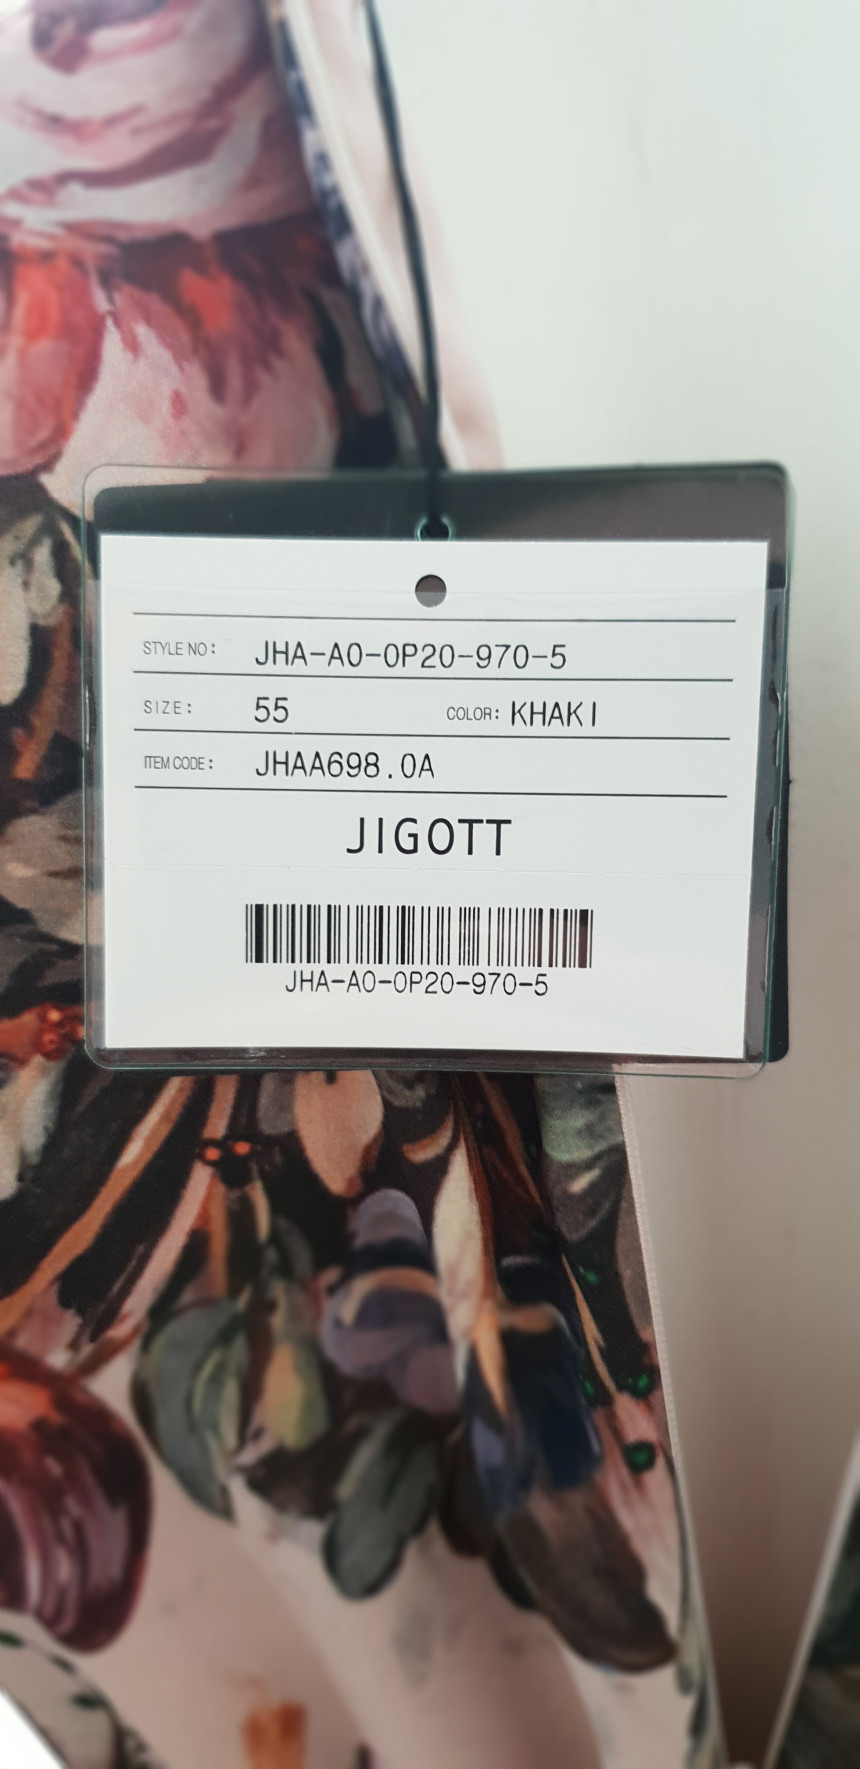 STYLE NO: JHA-A0-0P20-970-5
SIZE: 55 COLOR: KHAKI
ITEM CODE: JHAA698.0A
JIGOTT
JHA-A0-0P20-970-5